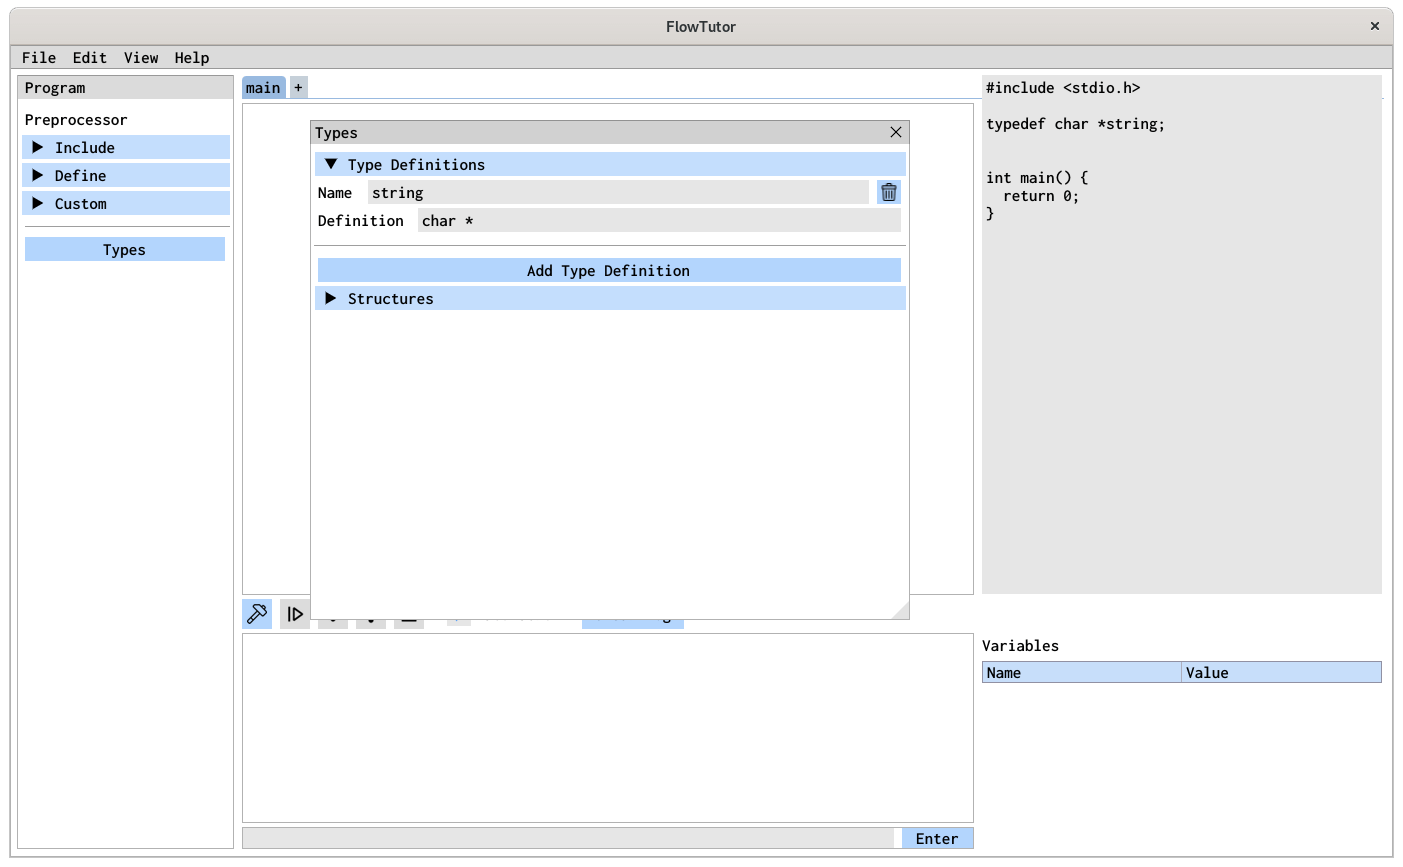 FlowTutor
File Edit View Help
Program
Preprocessor
Include
Define
Custom
Types
main +
Types
Type Definitions
Name string
Definition char *
Add Type Definition
Structures
#include <stdio.h>
typedef char *string;
int main() {
return 0;
}
Variables
Name Value
Enter